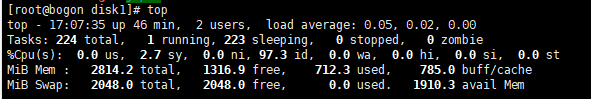 [root@bogon disk1]# top
top - 17:07:35 up 46 min,  2 users,  load average: 0.05, 0.02, 0.00
Tasks: 224 total,   1 running, 223 sleeping,   0 stopped,   0 zombie
%Cpu(s):  0.0 us,  2.7 sy,  0.0 ni, 97.3 id,  0.0 wa,  0.0 hi,  0.0 si,  0.0 st
MiB Mem :   2814.2 total,   1316.9 free,    712.3 used,    785.0 buff/cache
MiB Swap:   2048.0 total,   2048.0 free,      0.0 used.   1910.3 avail Mem